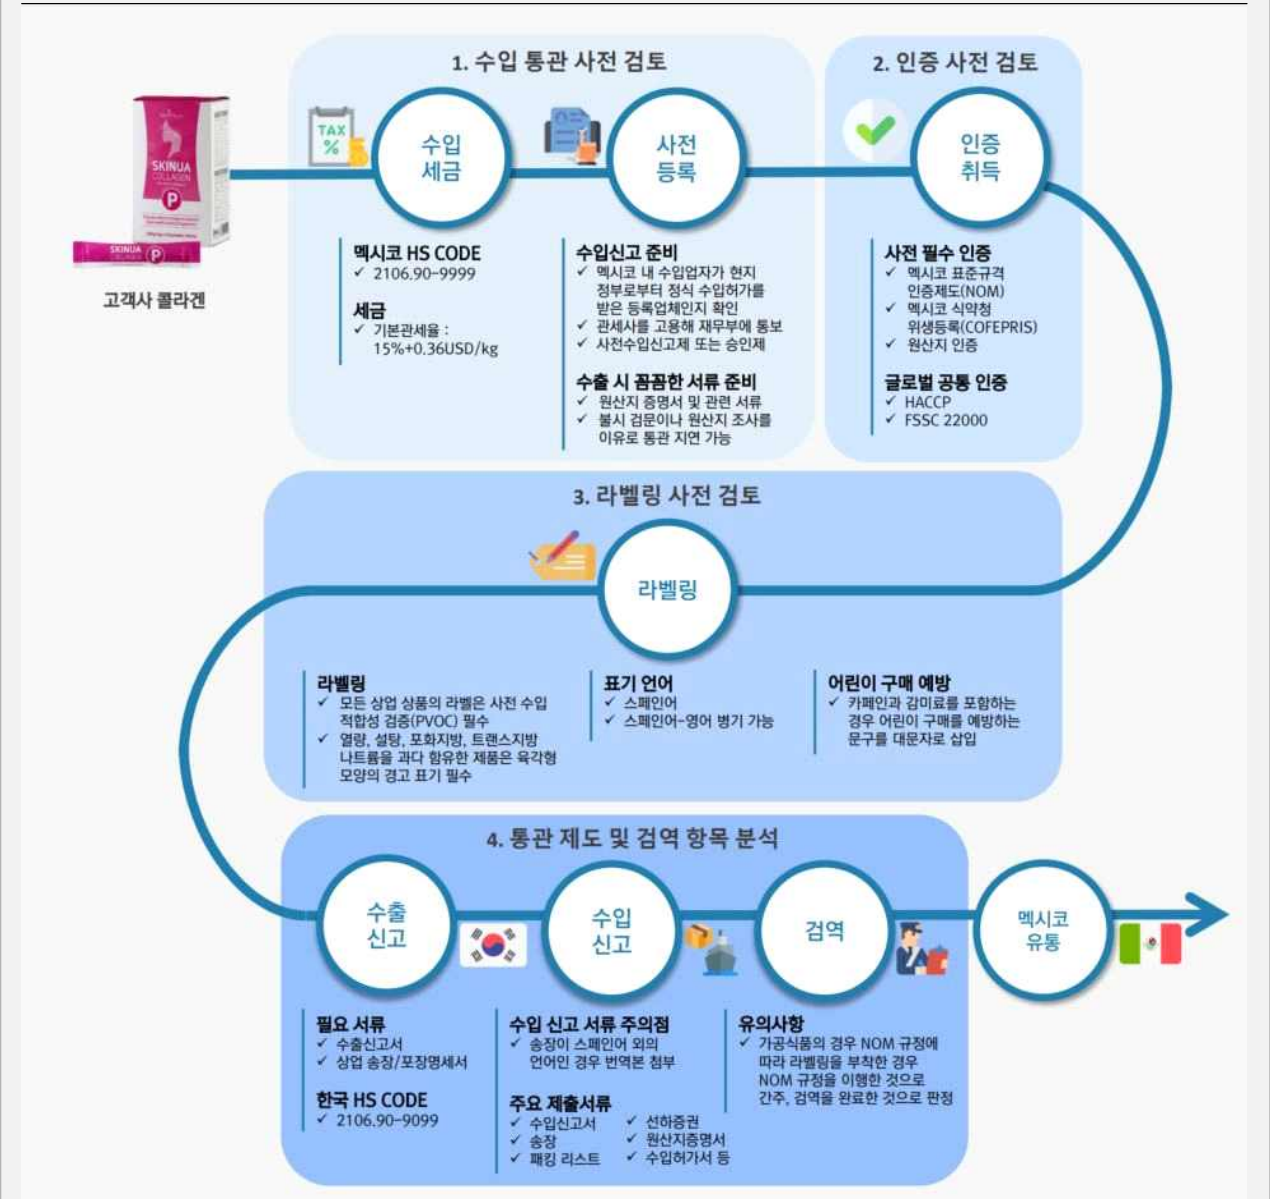 1. 수입 통관 사전 검토
2. 인증 사전 검토
TAX
%
수입
세금
사전
등록
인증
취득
SKINUA
COLLAGEN
P
SKINUA
COLLAGEN
P
고객사 콜라겐
멕시코 HS CODE
✓ 2106.90-9999
세금
✓ 기본관세율 :
15%+0.36USD/kg
수입신고 준비
✓ 멕시코 내 수입업자가 현지
정부로부터 정식 수입허가를
받은 등록업체인지 확인
✓ 관세사를 고용해 재무부에 통보
✓ 사전수입신고제 또는 승인제
수출 시 꼼꼼한 서류 준비
✓ 원산지 증명서 및 관련 서류
✓ 불시 검문이나 원산지 조사를
이유로 통관 지연 가능
사전 필수 인증
✓ 멕시코 표준규격
인증제도(NOM)
✓ 멕시코 식약청
위생등록(COFEPRIS)
✓ 원산지 인증
글로벌 공통 인증
✓ HACCP
✓ FSSC 22000
3. 라벨링 사전 검토
라벨링
라벨링
✓ 모든 상업 상품의 라벨은 사전 수입
적합성 검증(PVOC) 필수
✓ 열량, 설탕, 포화지방, 트랜스지방
나트륨을 과다 함유한 제품은 육각형
모양의 경고 표기 필수
표기 언어
✓ 스페인어
✓ 스페인어-영어 병기 가능
어린이 구매 예방
✓ 카페인과 감미료를 포함하는
경우 어린이 구매를 예방하는
문구를 대문자로 삽입
4. 통관 제도 및 검역 항목 분석
수출
신고
수입
신고
검역
멕시코
유통
필요 서류
✓ 수출신고서
✓ 상업 송장/포장명세서
한국 HS CODE
✓ 2106.90-9099
수입 신고 서류 주의점
✓ 송장이 스페인어 외의
언어인 경우 번역본 첨부
주요 제출서류
✓ 수입신고서
✓ 송장
✓ 패킹 리스트
✓ 선하증권
✓ 원산지증명서
✓ 수입허가서 등
유의사항
✓ 가공식품의 경우 NOM 규정에
따라 라벨링을 부착한 경우
NOM 규정을 이행한 것으로
간주, 검역을 완료한 것으로 판정